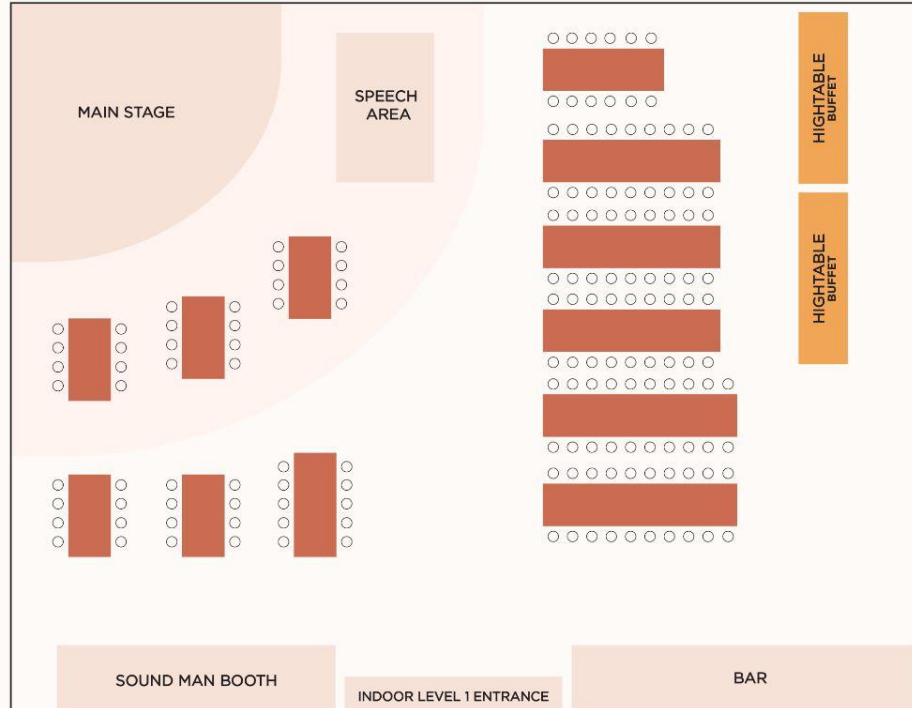 MAIN STAGE
SPEECH
AREA
HIGHTABLE
BUFFET
HIGHTABLE
BUFFET
SOUND MAN BOOTH
INDOOR LEVEL 1 ENTRANCE
BAR